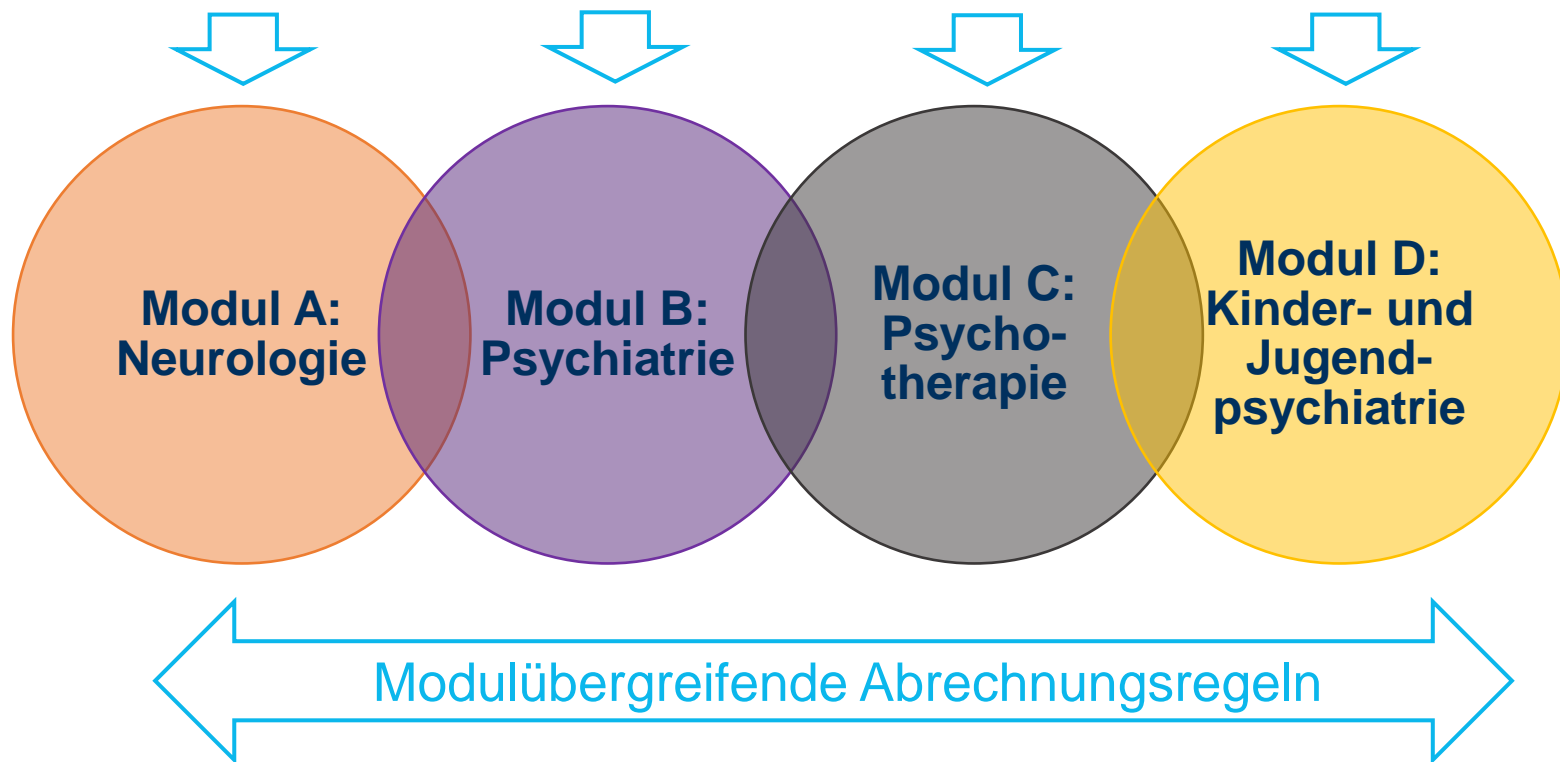 Modul A:
Neurologie
Modul B:
Psychiatrie
Modul C:
Psycho-
therapie
Modul D:
Kinder- und
Jugend-
psychiatrie
Modulübergreifende Abrechnungsregeln